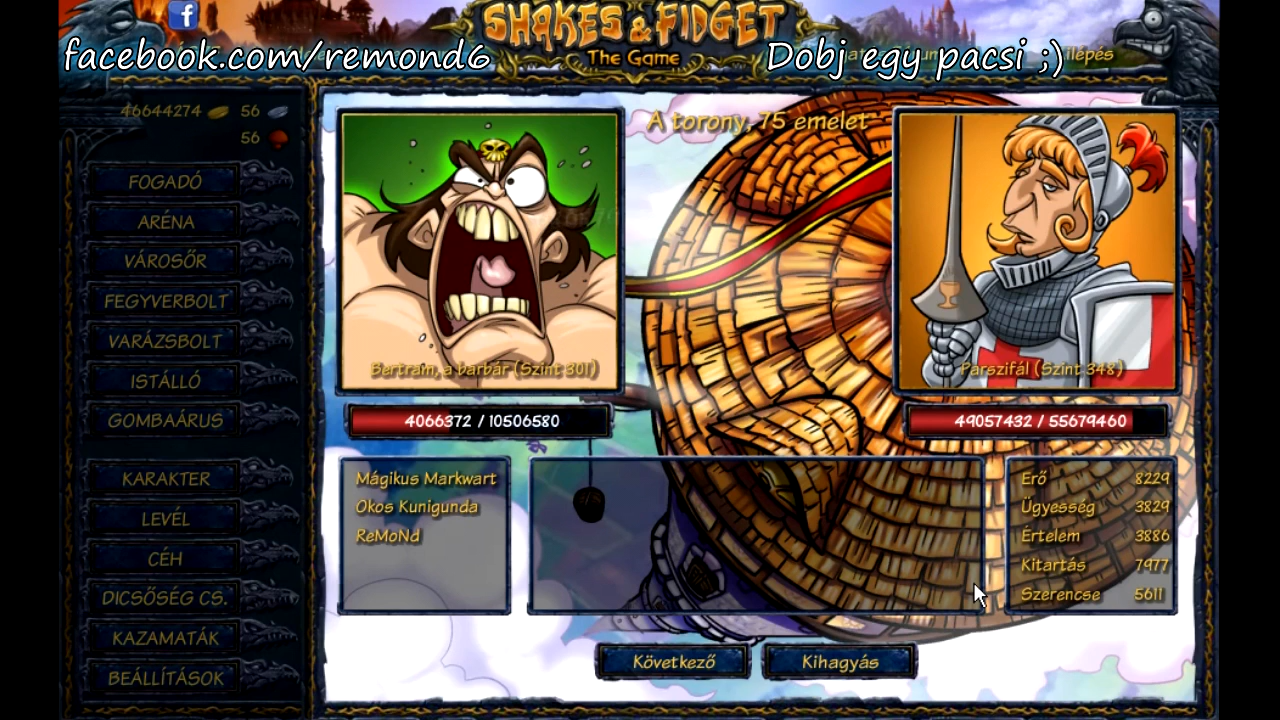 SHAKES & FIDGET
The Game
facebook.com/remond6
Dobj egy pacsi ;)
ilépés
46644274 56
56
FOGADÓ
ARÉNA
VÁROSŐR
FEGYVERBOLT
VARÁZSBOLT
ISTÁLLÓ
GOMBAÁRUS
KARAKTER
LEVÉL
CÉH
DICSŐSÉG CS.
KAZAMATÁK
BEÁLLÍTÁSOK
A torony, 75 emelet
Bertram, a barbár (Szint 301)
Parszifál (Szint 348)
4066372 / 10506580
49057432 / 55679460
Mágikus Markwart
Okos Kunigunda
ReMoNd
Erő 8229
Ügyesség 3829
Értelem 3886
Kitartás 7977
Szerencse 5611
Következő
Kihagyás